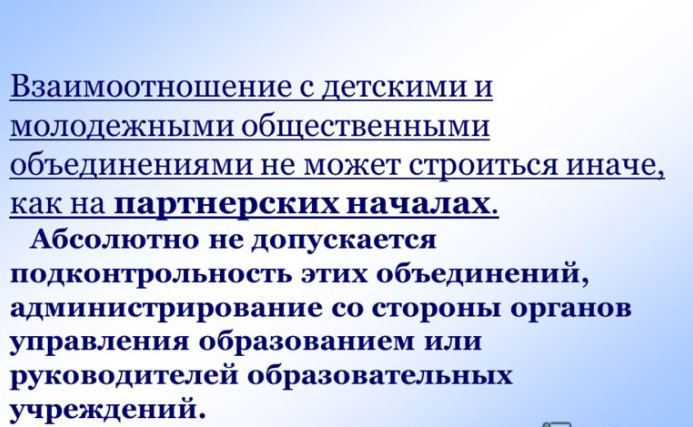 Взаимоотношение с детскими и
молодежными общественными
объединениями не может строиться иначе,
как на партнерских началах.
Абсолютно не допускается
подконтрольность этих объединений,
администрирование со стороны органов
управления образованием или
руководителей образовательных
учреждений.